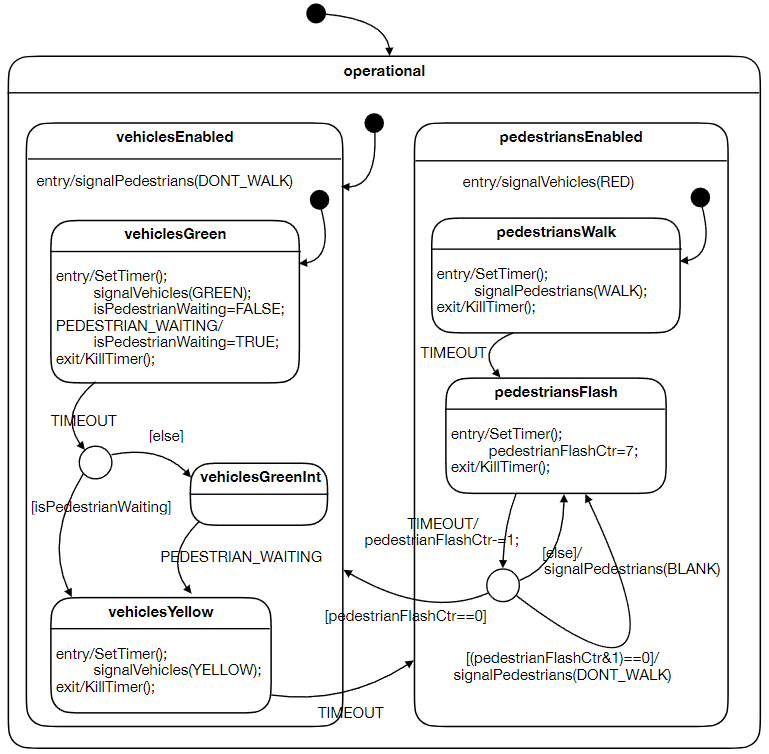 operational
vehiclesEnabled
entry/signalPedestrians(DONT_WALK)
vehiclesGreen
entry/SetTimer();
signalVehicles(GREEN);
isPedestrianWaiting=FALSE;
PEDESTRIAN_WAITING/
isPedestrianWaiting=TRUE;
exit/KillTimer();
TIMEOUT
[else]
[isPedestrianWaiting]
vehiclesGreenInt
PEDESTRIAN_WAITING
vehiclesYellow
entry/SetTimer();
signalVehicles(YELLOW);
exit/KillTimer();
TIMEOUT
pedestriansEnabled
entry/signalVehicles(RED)
pedestriansWalk
entry/SetTimer();
signalPedestrians(WALK);
exit/KillTimer();
TIMEOUT
pedestriansFlash
entry/SetTimer();
pedestrianFlashCtr=7;
exit/KillTimer();
TIMEOUT/
pedestrianFlashCtr-=1;
[else]/
signalPedestrians(BLANK)
[pedestrianFlashCtr==0]
[(pedestrianFlashCtr&1)==0]/
signalPedestrians(DONT_WALK)